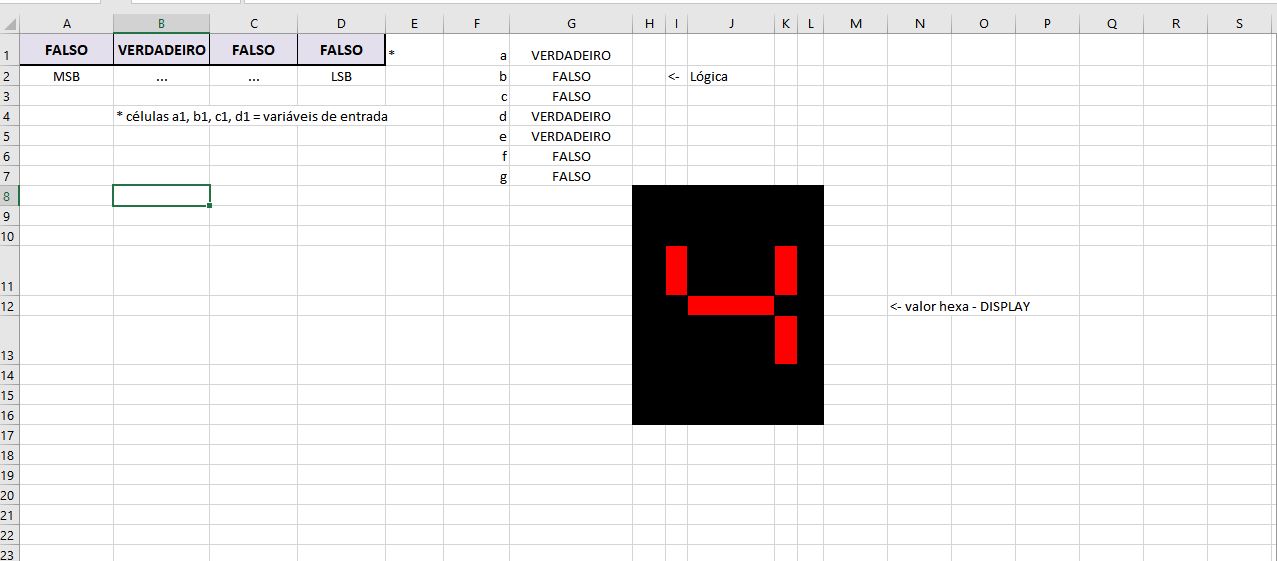 A B C D E F G H I J K L M N O P Q R S
1 FALSO VERDADEIRO FALSO FALSO * a VERDADEIRO
2 MSB ... ... LSB b FALSO <- Lógica
3 c FALSO
4 * células a1, b1, c1, d1 = variáveis de entrada d VERDADEIRO
5 e VERDADEIRO
6 f FALSO
7 g FALSO
8
9
10
11
12 4 <- valor hexa - DISPLAY
13
14
15
16
17
18
19
20
21
22
23